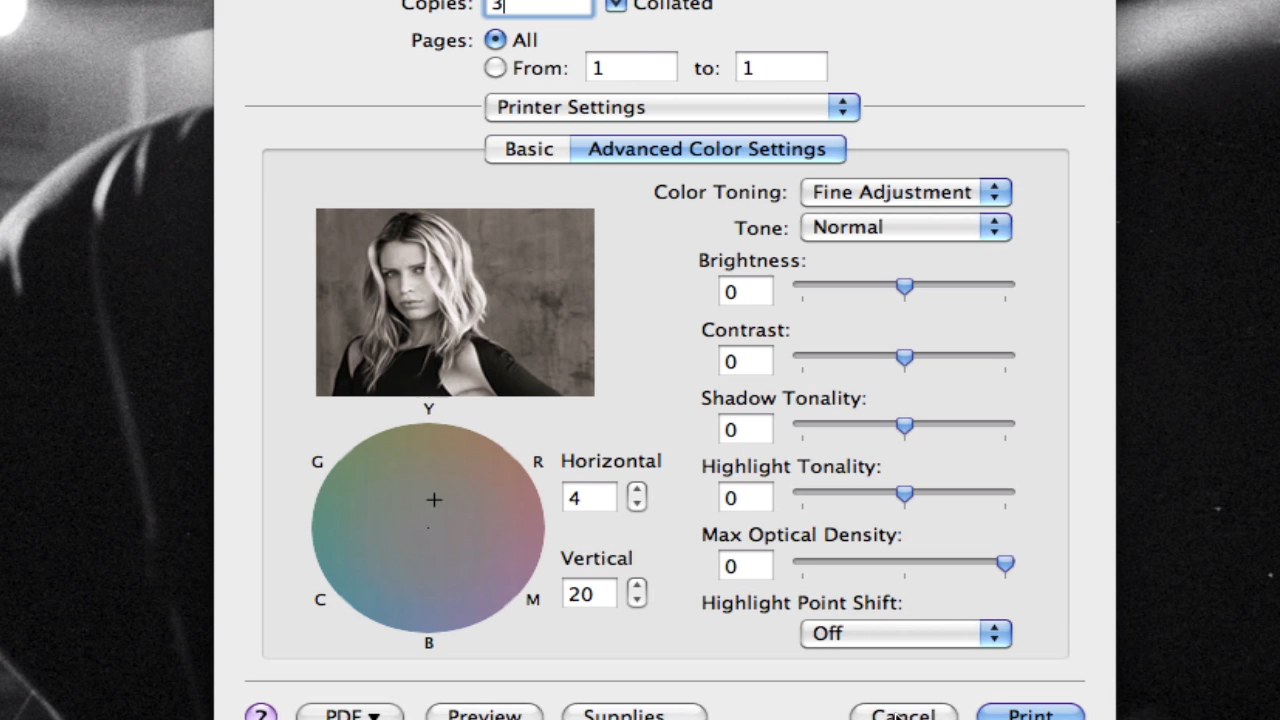 Copies: 3 Collated
Pages: All
From: 1 to: 1
Printer Settings
Basic Advanced Color Settings
Color Toning: Fine Adjustment
Tone: Normal
Brightness:
0
Contrast:
0
Shadow Tonality:
0
Highlight Tonality:
0
Max Optical Density:
0
Highlight Point Shift:
Off
Y
G R
C M
B
Horizontal
4
Vertical
20
? PDF▼ Preview Supplies... Cancel Print